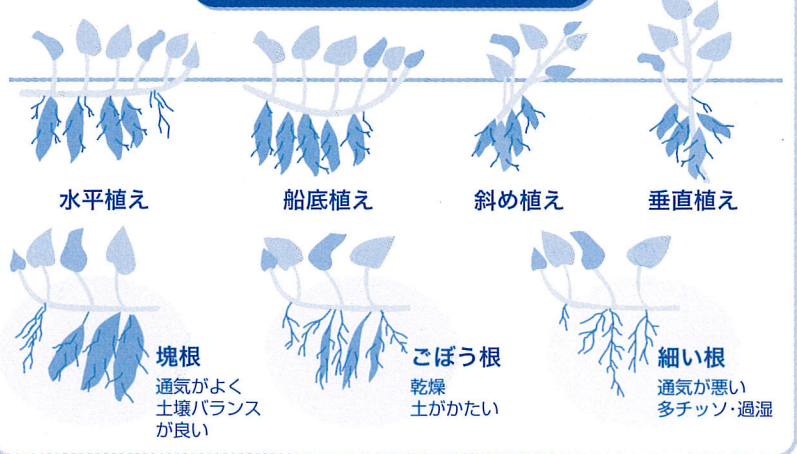 水平植え
船底植え
斜め植え
垂直植え
塊根
通気がよく
土壌バランス
が良い
ごぼう根
乾燥
土がかたい
細い根
通気が悪い
多チッソ・過湿